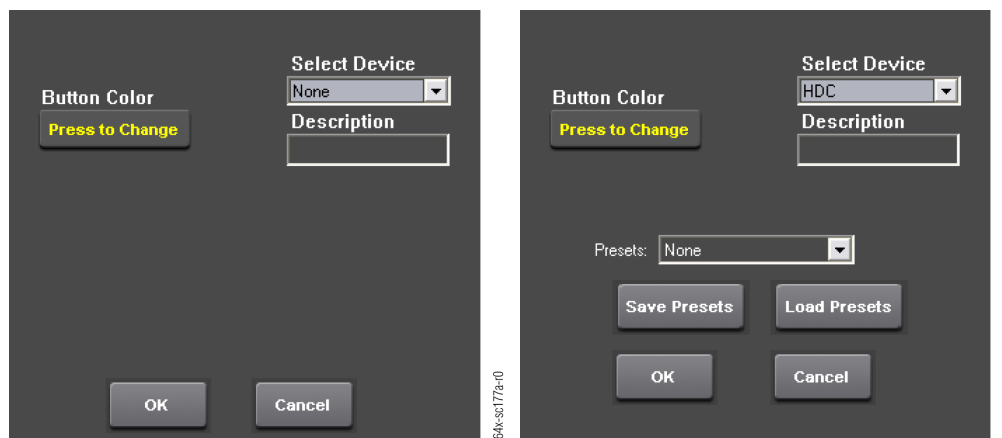 Select Device
None
Button Color
Press to Change
Description
OK
Cancel
64x-sc177a-r0
Select Device
HDC
Button Color
Press to Change
Description
Presets: None
Save Presets
Load Presets
OK
Cancel